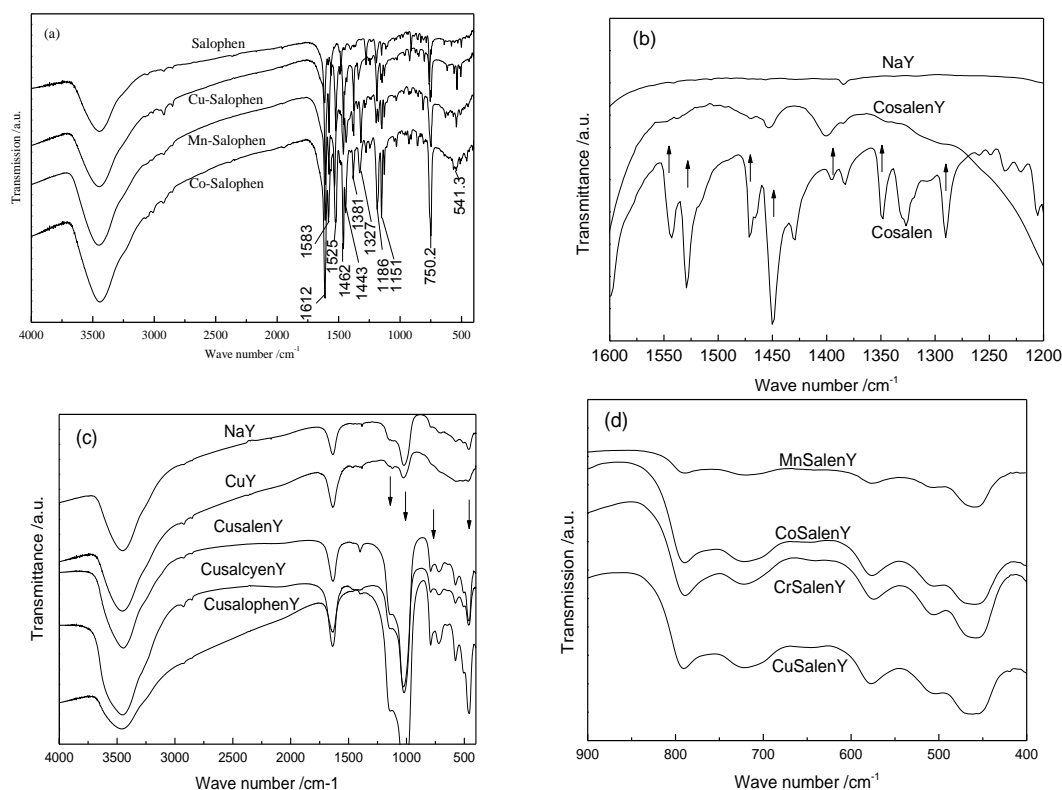 (a)
Salophen
Cu-Salophen
Mn-Salophen
Co-Salophen
1612
1583
1525
1462
1443
1381
1327
1186
1151
750.2
541.3
Transmission /a.u.
4000 3500 3000 2500 2000 1500 1000 500
Wave number /cm-1
(b)
NaY
CosalenY
Cosalen
Transmittance /a.u.
1600 1550 1500 1450 1400 1350 1300 1250 1200
Wave number /cm-1
(c)
NaY
CuY
CusalenY
CusalcyenY
CusalophenY
Transmittance /a.u.
4000 3500 3000 2500 2000 1500 1000 500
Wave number /cm-1
(d)
MnSalenY
CoSalenY
CrSalenY
CuSalenY
Transmission /a.u.
900 800 700 600 500 400
Wave number /cm-1